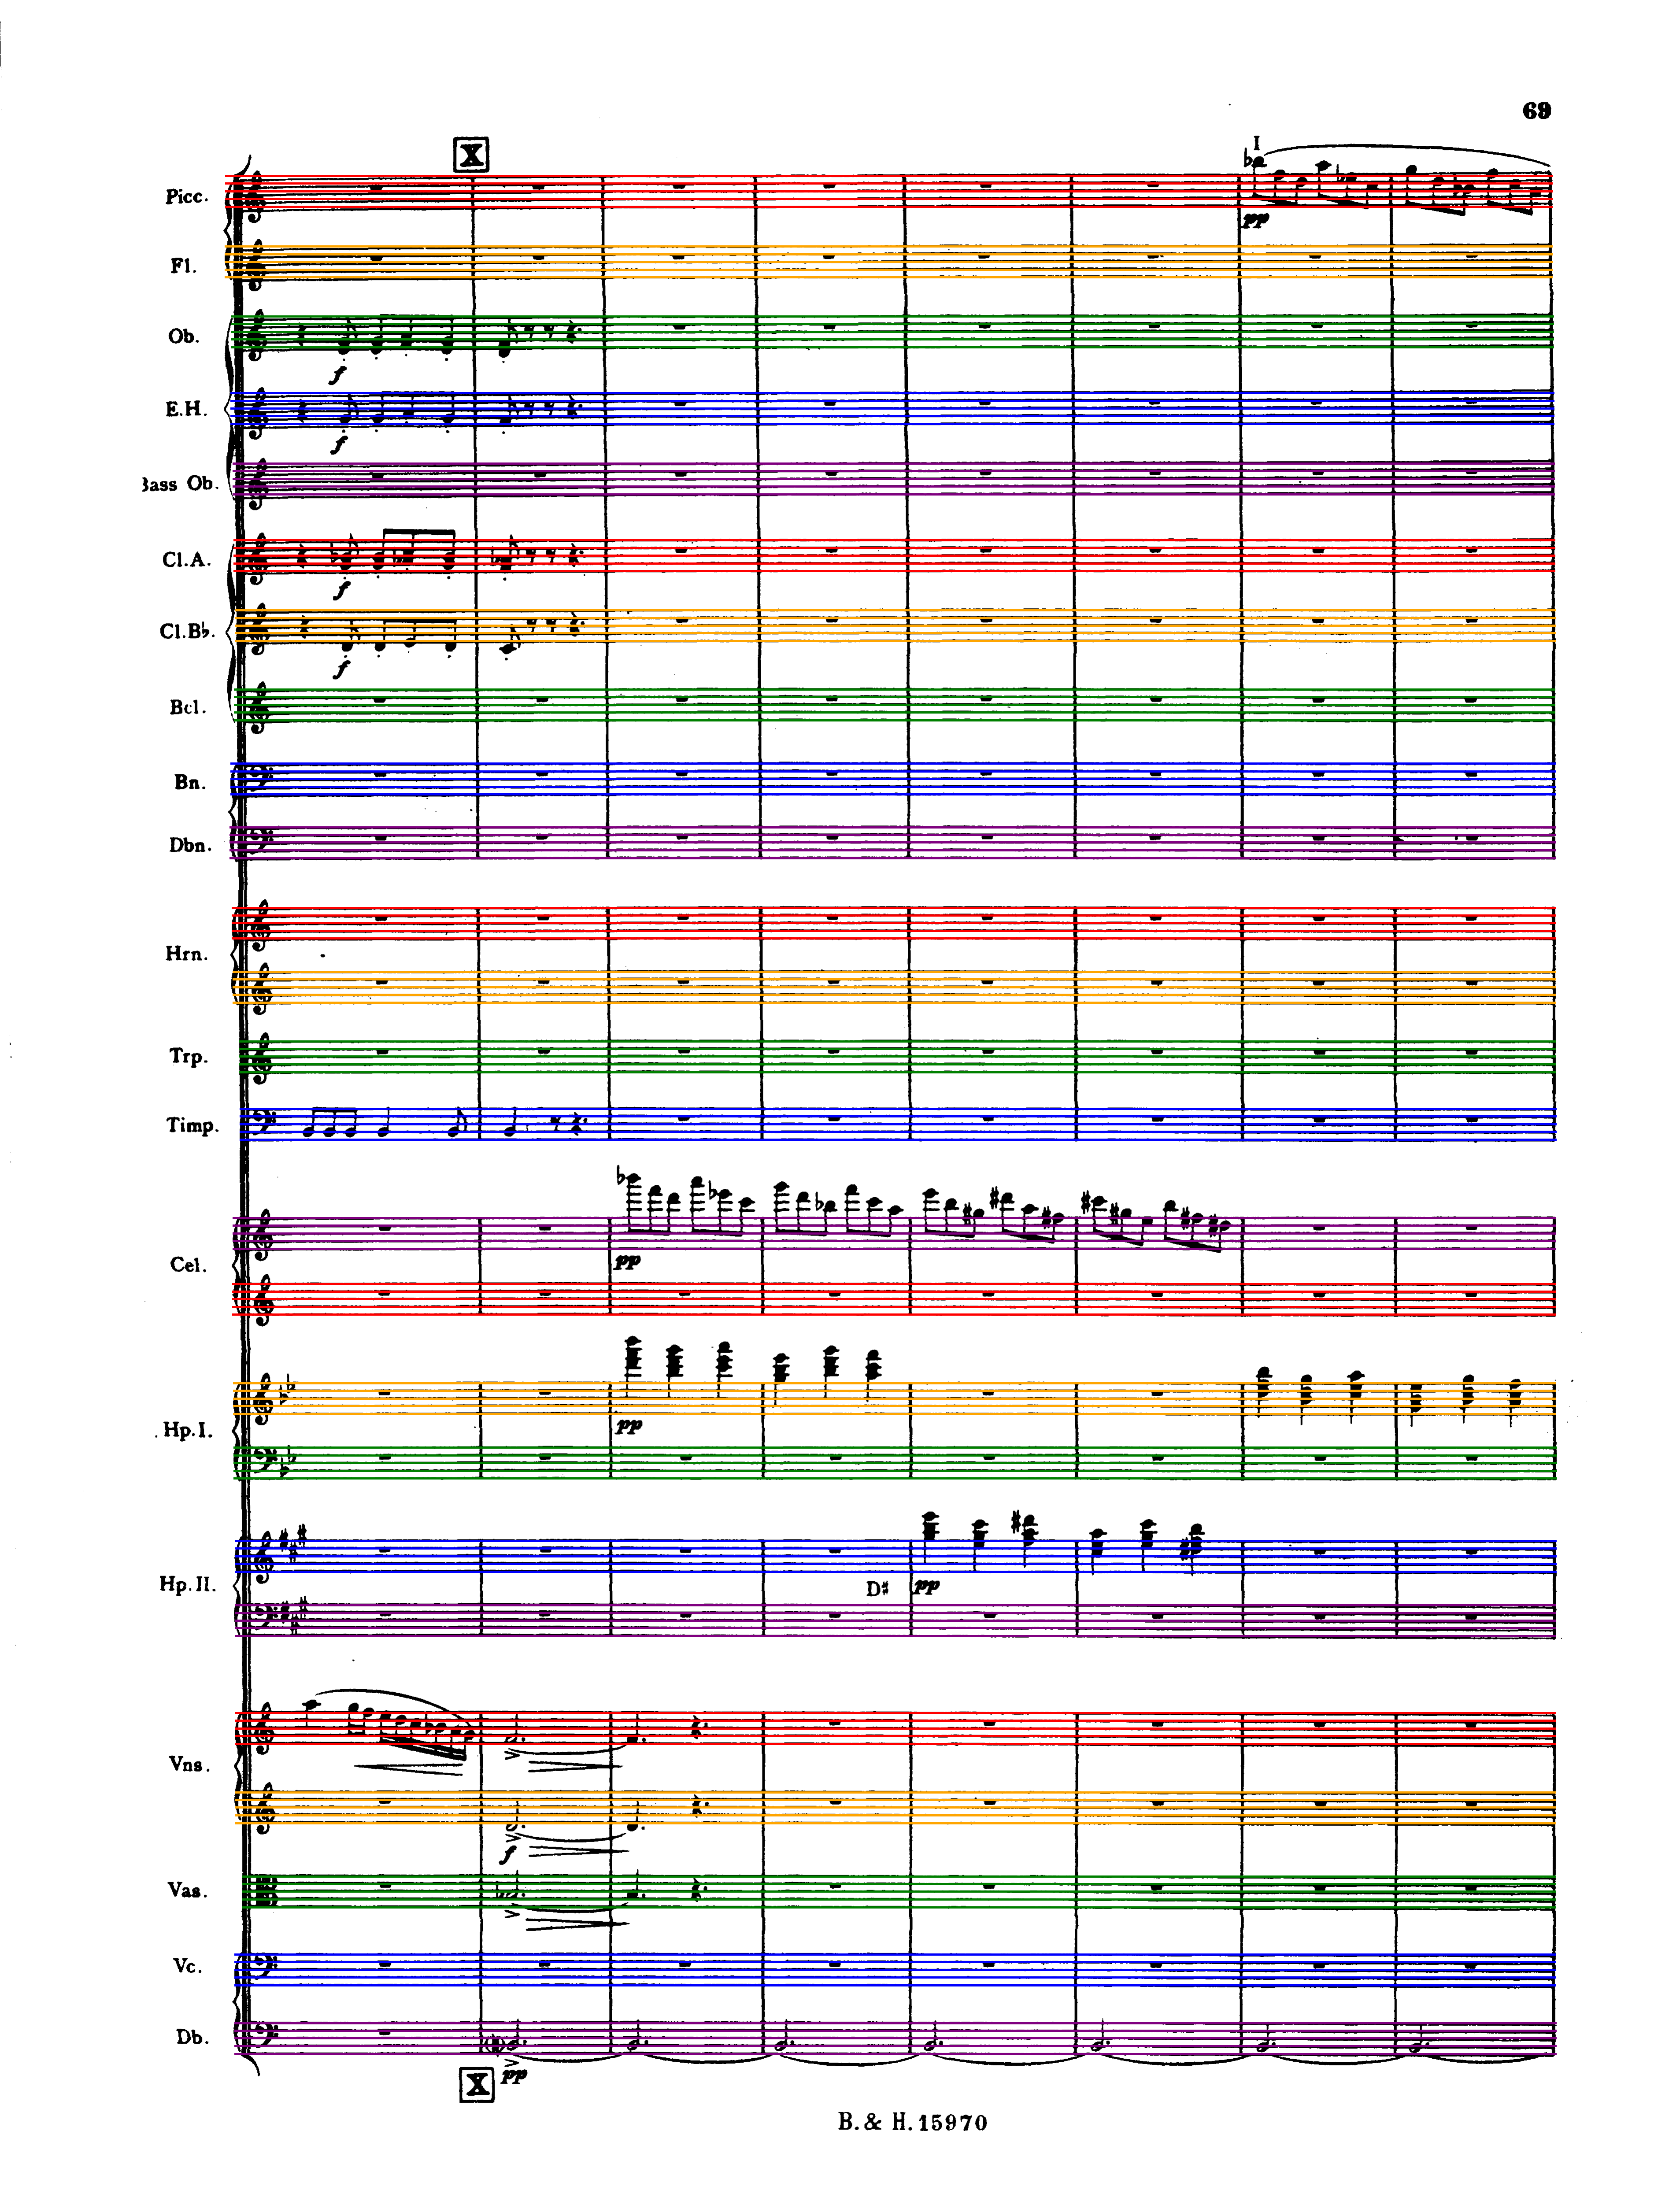 69
X
I
Picc.
pp
Fl.
Ob.
f
E.H.
f
Bass Ob.
Cl.A.
f
Cl.B♭.
f
Bcl.
Bn.
Dbn.
Hrn.
Trp.
Timp.
Cel.
pp
Hp.I.
pp
Hp.II.
D♯ pp
Vns.
f
Vas.
Vc.
Db.
pp
X
B. & H. 15970